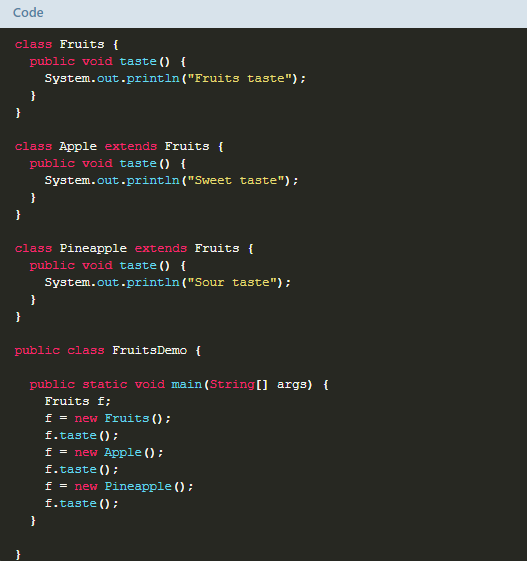 Code
class Fruits {
  public void taste() {
    System.out.println("Fruits taste");
  }
}

class Apple extends Fruits {
  public void taste() {
    System.out.println("Sweet taste");
  }
}

class Pineapple extends Fruits {
  public void taste() {
    System.out.println("Sour taste");
  }
}

public class FruitsDemo {

  public static void main(String[] args) {
    Fruits f;
    f = new Fruits();
    f.taste();
    f = new Apple();
    f.taste();
    f = new Pineapple();
    f.taste();
  }

}